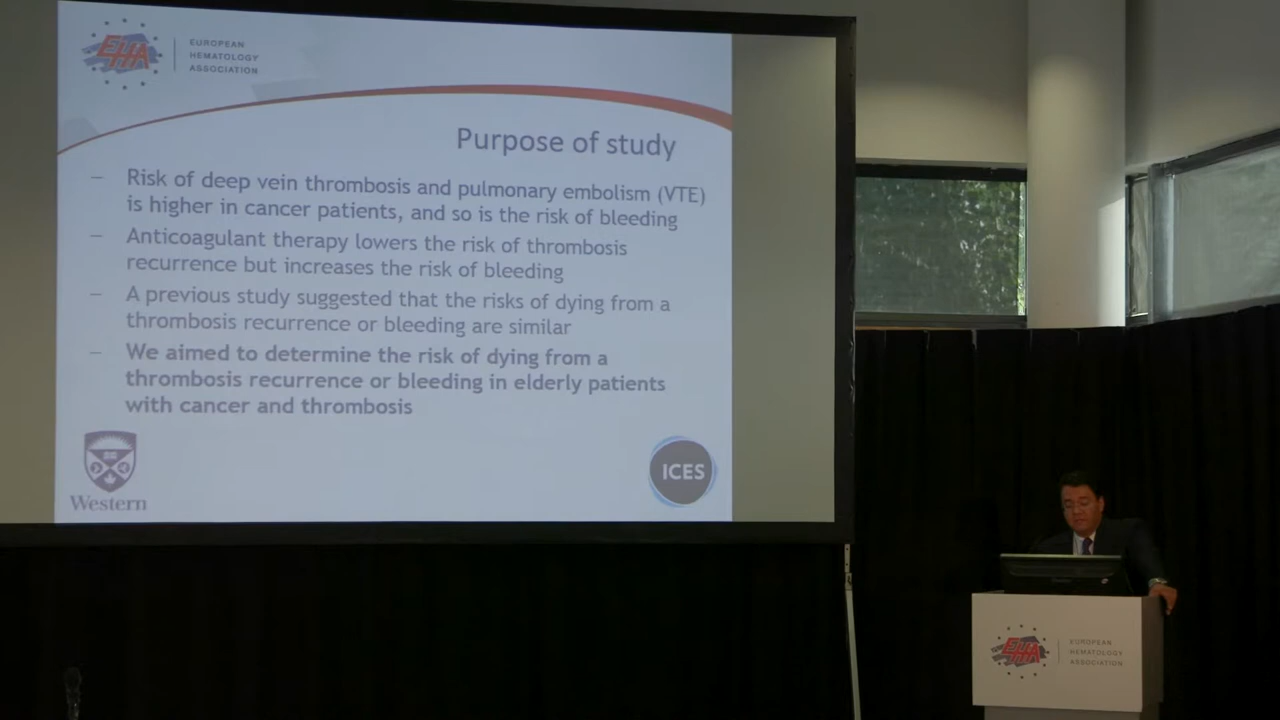 EHA
EUROPEAN
HEMATOLOGY
ASSOCIATION
Purpose of study
– Risk of deep vein thrombosis and pulmonary embolism (VTE)
is higher in cancer patients, and so is the risk of bleeding
– Anticoagulant therapy lowers the risk of thrombosis
recurrence but increases the risk of bleeding
– A previous study suggested that the risks of dying from a
thrombosis recurrence or bleeding are similar
– We aimed to determine the risk of dying from a
thrombosis recurrence or bleeding in elderly patients
with cancer and thrombosis
Western
ICES
EHA
EUROPEAN
HEMATOLOGY
ASSOCIATION